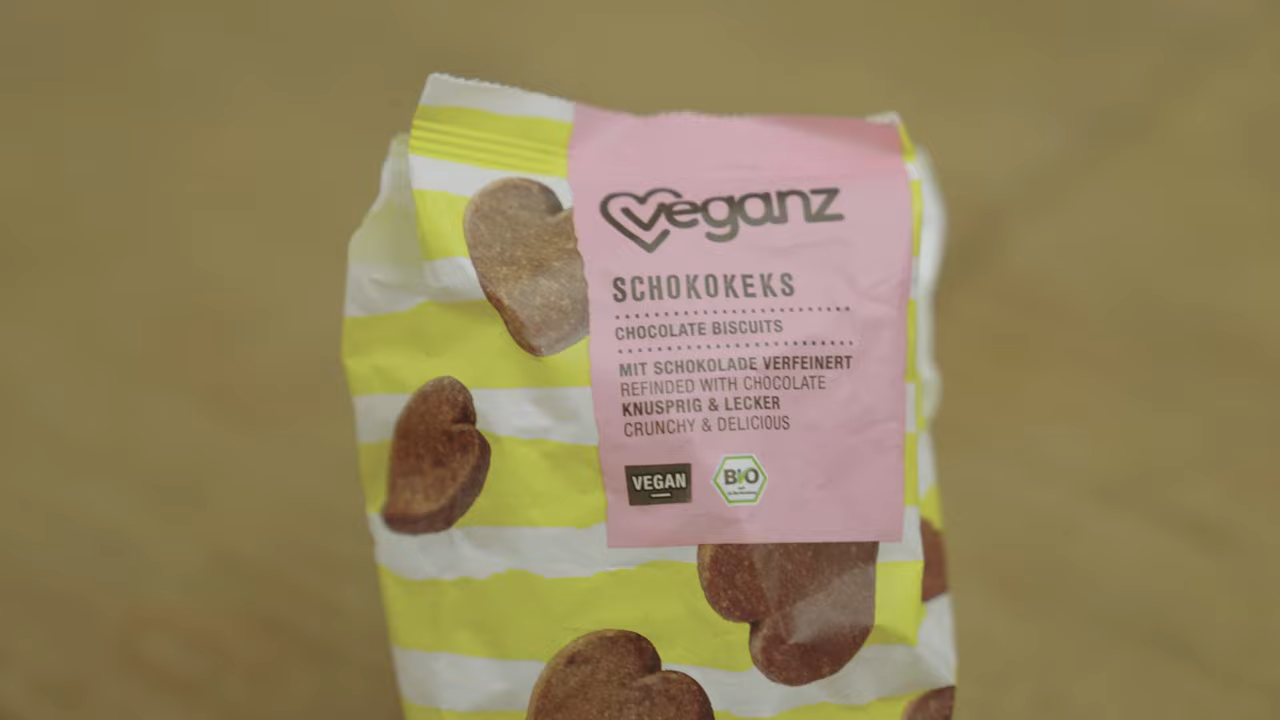 veganz
SCHOKOKEKS
CHOCOLATE BISCUITS
MIT SCHOKOLADE VERFEINERT
REFINDED WITH CHOCOLATE
KNUSPRIG & LECKER
CRUNCHY & DELICIOUS
VEGAN
BIO